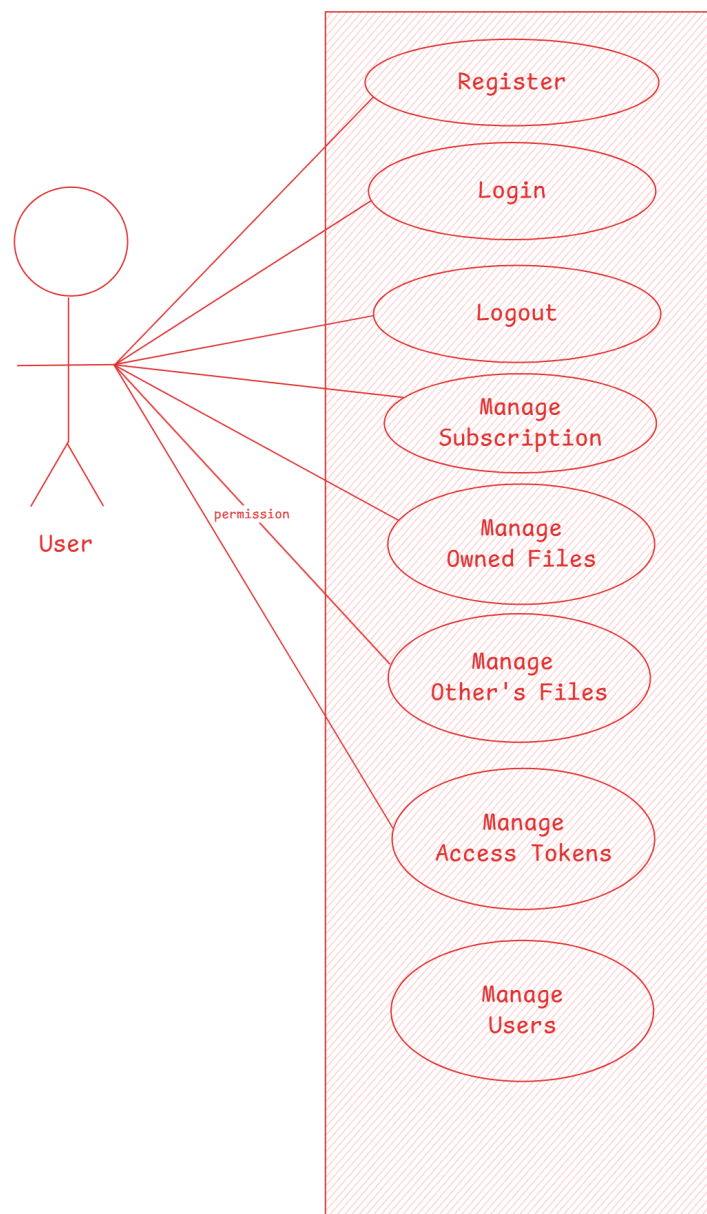 Register
Login
Logout
Manage
Subscription
permission
Manage
Owned Files
User
Manage
Other's Files
Manage
Access Tokens
Manage
Users